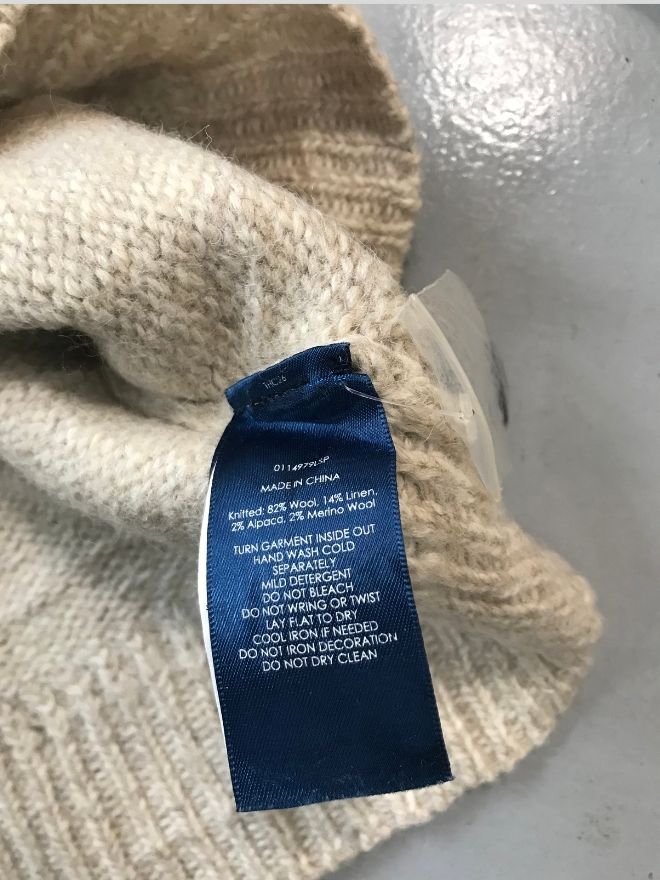 0114979LSP
MADE IN CHINA
Knitted: 82% Wool, 14% Linen,
2% Alpaca, 2% Merino Wool
TURN GARMENT INSIDE OUT
HAND WASH COLD
SEPARATELY
MILD DETERGENT
DO NOT BLEACH
DO NOT WRING OR TWIST
LAY FLAT TO DRY
COOL IRON IF NEEDED
DO NOT IRON DECORATION
DO NOT DRY CLEAN